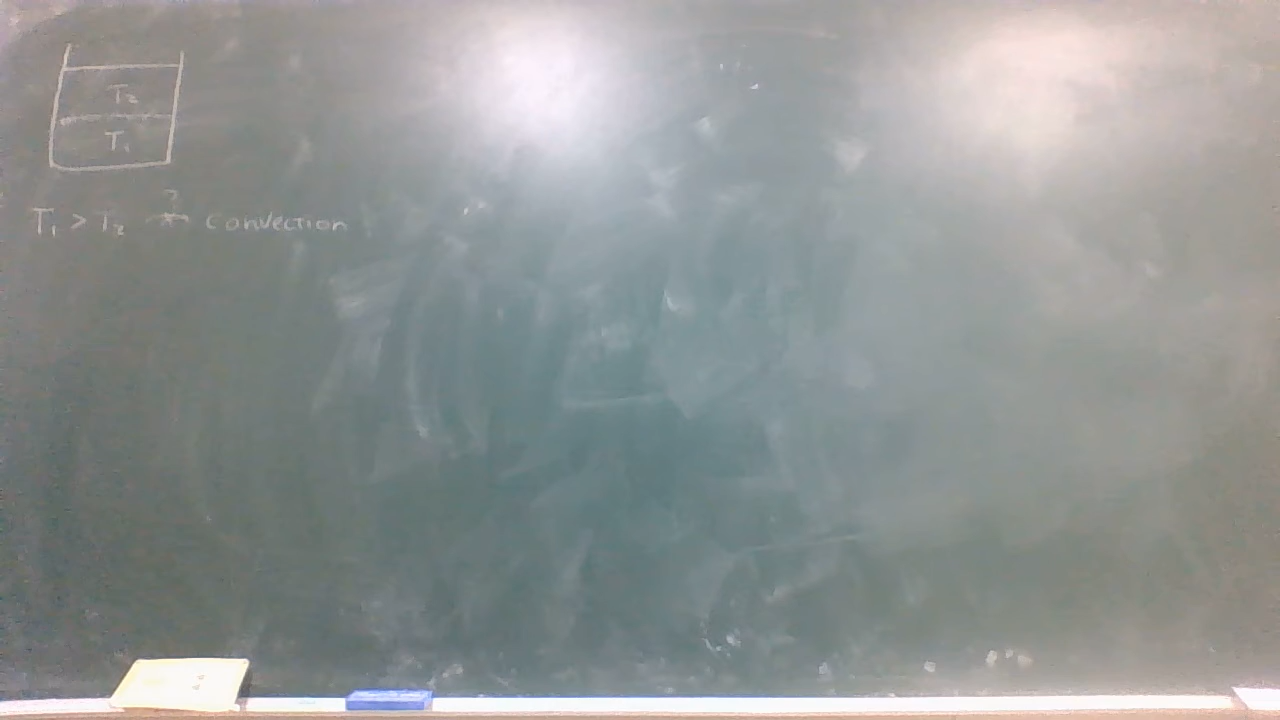 T₂
T₁
?
T₁ > T₂ ⇒ convection